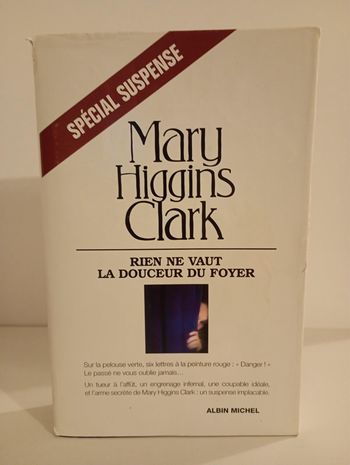 SPÉCIAL SUSPENSE
Mary
Higgins
Clark
RIEN NE VAUT
LA DOUCEUR DU FOYER
Sur la pelouse verte, six lettres à la peinture rouge : « Danger ! »
Le passé ne vous oublie jamais...
Un tueur à l'affût, un engrenage infernal, une coupable idéale,
et l'arme secrète de Mary Higgins Clark : un suspense implacable.
ALBIN MICHEL